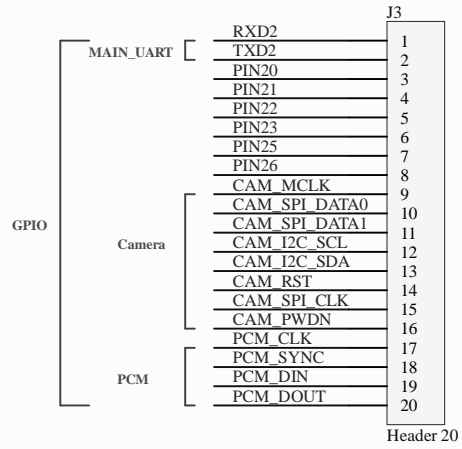 J3
RXD2 1
MAIN_UART TXD2 2
PIN20 3
PIN21 4
PIN22 5
PIN23 6
PIN25 7
PIN26 8
CAM_MCLK 9
CAM_SPI_DATA0 10
CAM_SPI_DATA1 11
GPIO Camera CAM_I2C_SCL 12
CAM_I2C_SDA 13
CAM_RST 14
CAM_SPI_CLK 15
CAM_PWDN 16
PCM_CLK 17
PCM_SYNC 18
PCM PCM_DIN 19
PCM_DOUT 20
Header 20